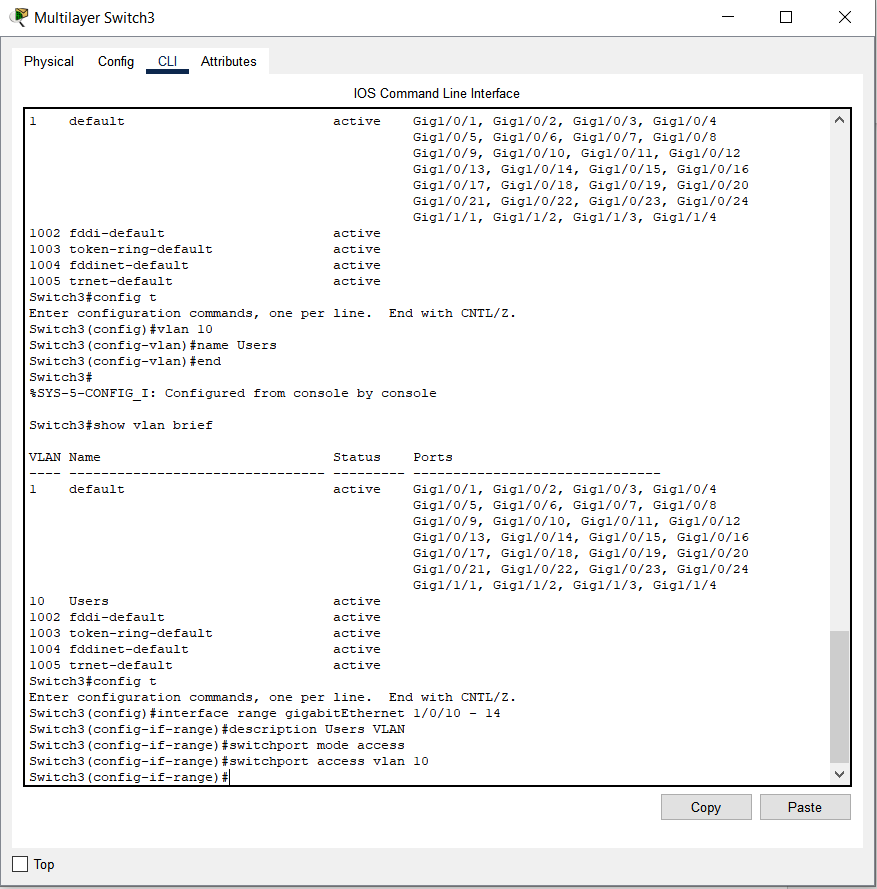 Multilayer Switch3
Physical Config CLI Attributes
IOS Command Line Interface
1 default active Gig1/0/1, Gig1/0/2, Gig1/0/3, Gig1/0/4
Gig1/0/5, Gig1/0/6, Gig1/0/7, Gig1/0/8
Gig1/0/9, Gig1/0/10, Gig1/0/11, Gig1/0/12
Gig1/0/13, Gig1/0/14, Gig1/0/15, Gig1/0/16
Gig1/0/17, Gig1/0/18, Gig1/0/19, Gig1/0/20
Gig1/0/21, Gig1/0/22, Gig1/0/23, Gig1/0/24
Gig1/1/1, Gig1/1/2, Gig1/1/3, Gig1/1/4
1002 fddi-default active
1003 token-ring-default active
1004 fddinet-default active
1005 trnet-default active
Switch3#config t
Enter configuration commands, one per line. End with CNTL/Z.
Switch3(config)#vlan 10
Switch3(config-vlan)#name Users
Switch3(config-vlan)#end
Switch3#
%SYS-5-CONFIG_I: Configured from console by console
Switch3#show vlan brief
VLAN Name Status Ports
---- -------------------------------- --------- -------------------------------
1 default active Gig1/0/1, Gig1/0/2, Gig1/0/3, Gig1/0/4
Gig1/0/5, Gig1/0/6, Gig1/0/7, Gig1/0/8
Gig1/0/9, Gig1/0/10, Gig1/0/11, Gig1/0/12
Gig1/0/13, Gig1/0/14, Gig1/0/15, Gig1/0/16
Gig1/0/17, Gig1/0/18, Gig1/0/19, Gig1/0/20
Gig1/0/21, Gig1/0/22, Gig1/0/23, Gig1/0/24
Gig1/1/1, Gig1/1/2, Gig1/1/3, Gig1/1/4
10 Users active
1002 fddi-default active
1003 token-ring-default active
1004 fddinet-default active
1005 trnet-default active
Switch3#config t
Enter configuration commands, one per line. End with CNTL/Z.
Switch3(config)#interface range gigabitEthernet 1/0/10 - 14
Switch3(config-if-range)#description Users VLAN
Switch3(config-if-range)#switchport mode access
Switch3(config-if-range)#switchport access vlan 10
Switch3(config-if-range)#
Copy Paste
Top